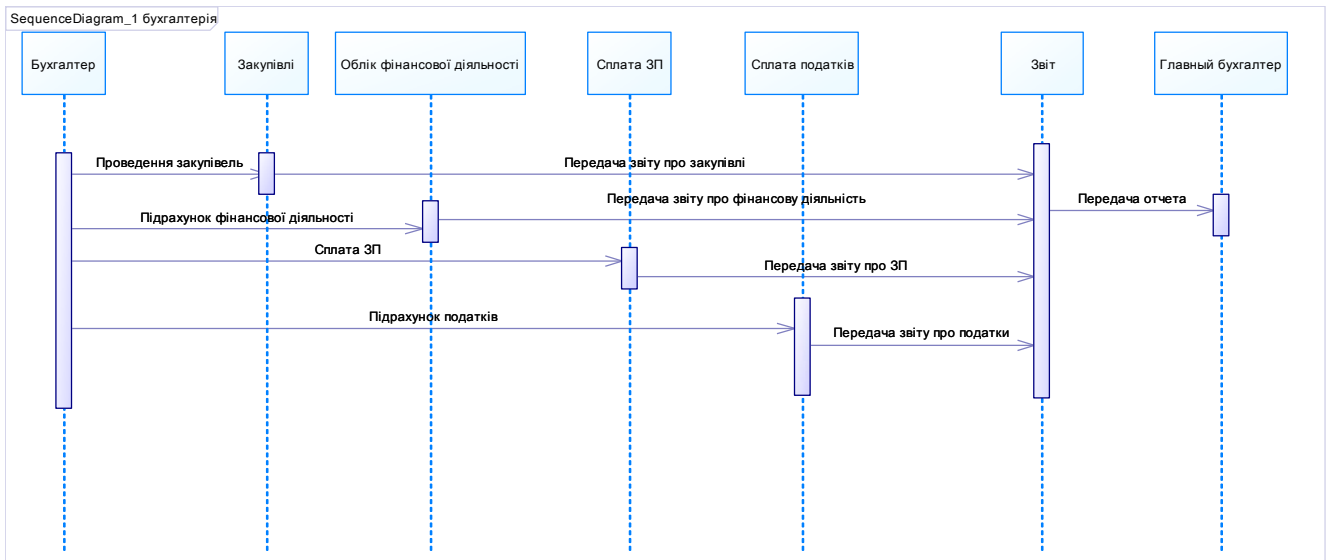 SequenceDiagram_1 бухгалтерія
Бухгалтер
Закупівлі
Облік фінансової діяльності
Сплата ЗП
Сплата податків
Звіт
Главный бухгалтер
Проведення закупівель
Передача звіту про закупівлі
Передача звіту про фінансову діяльність
Передача отчета
Підрахунок фінансової діяльності
Сплата ЗП
Передача звіту про ЗП
Підрахунок податків
Передача звіту про податки